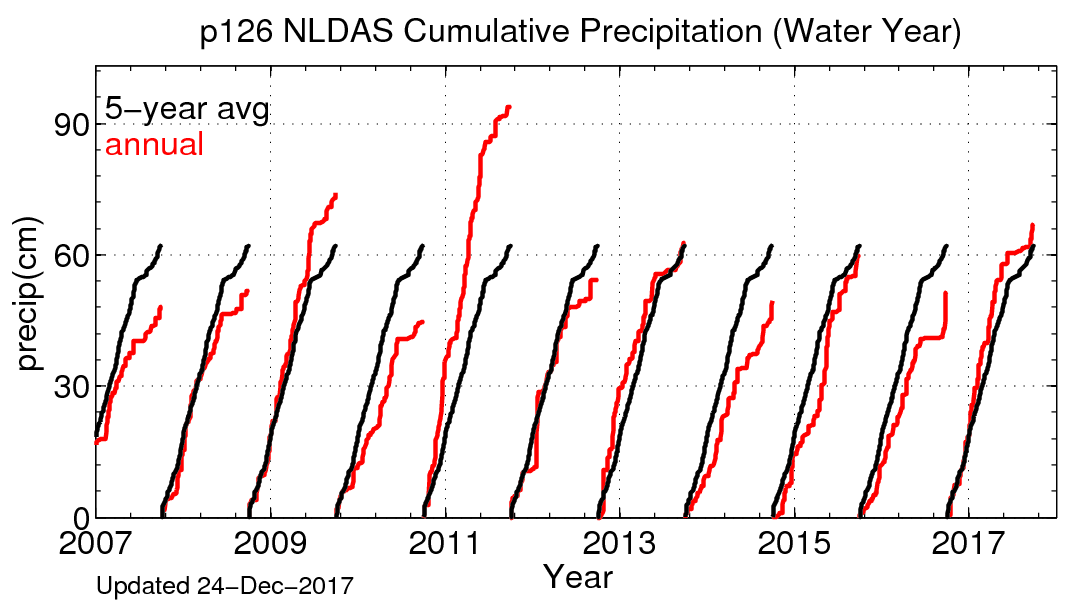 p126 NLDAS Cumulative Precipitation (Water Year)
5−year avg
annual
precip(cm)
90
60
30
0
2007 2009 2011 2013 2015 2017
Year
Updated 24−Dec−2017